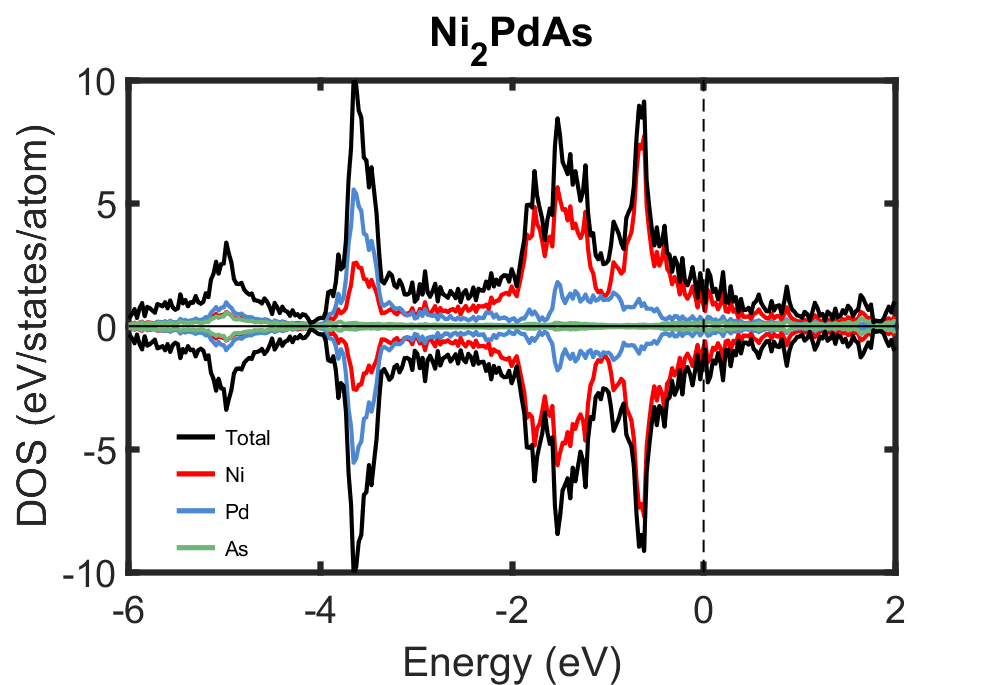 Ni2PdAs
10
5
0
-5
-10
DOS (eV/states/atom)
Total
Ni
Pd
As
-6
-4
-2
0
2
Energy (eV)